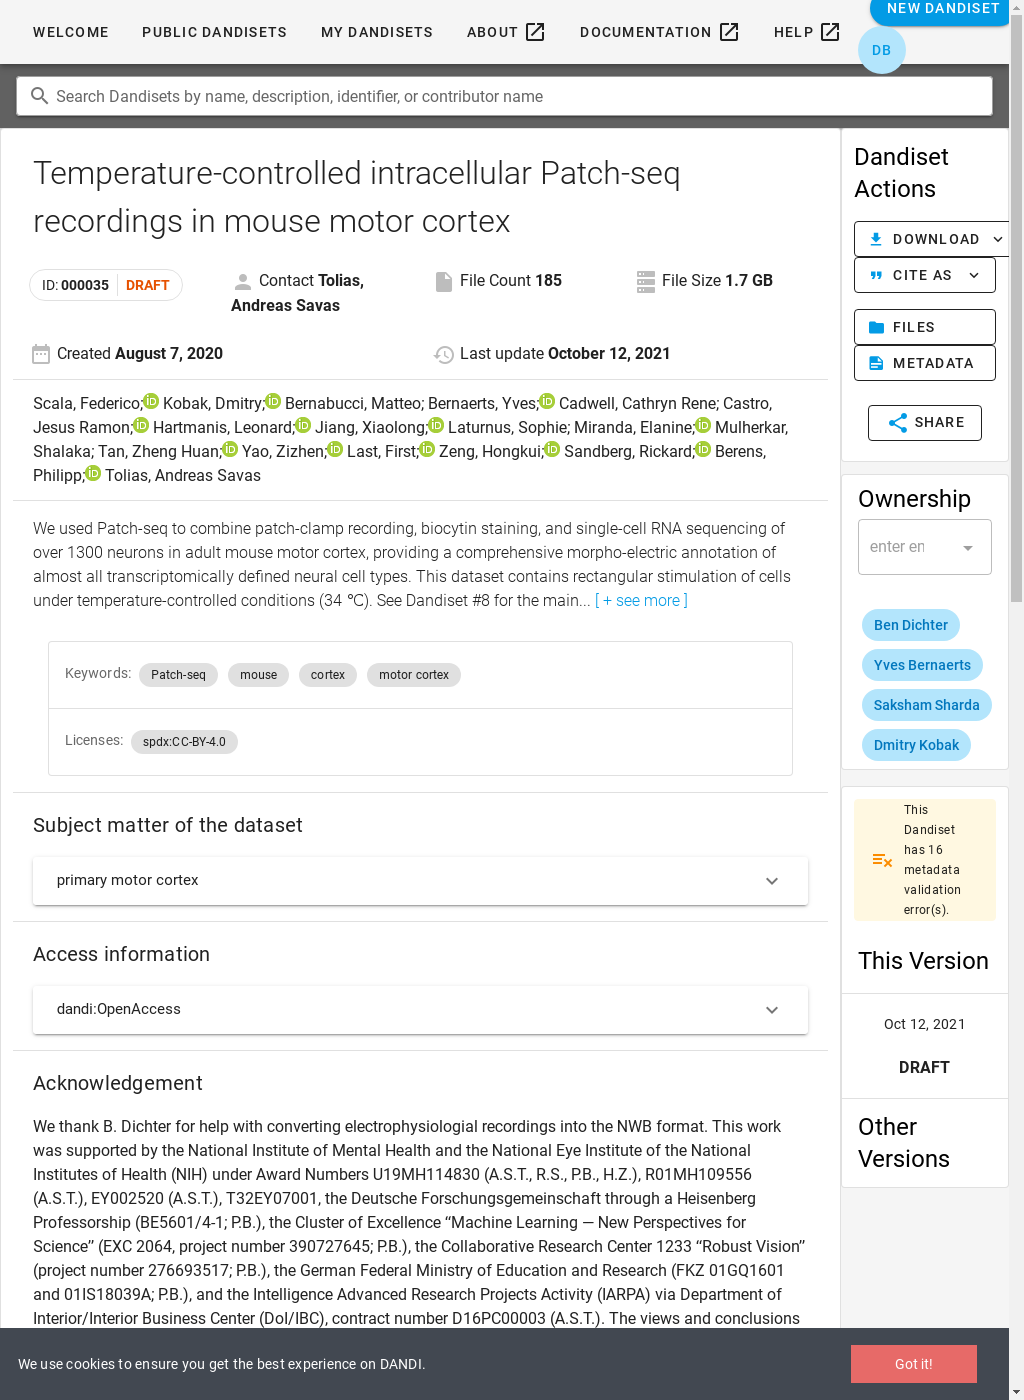 WELCOME PUBLIC DANDISETS MY DANDISETS ABOUT DOCUMENTATION HELP NEW DANDISET
DB
Search Dandisets by name, description, identifier, or contributor name
Temperature-controlled intracellular Patch-seq
recordings in mouse motor cortex
ID: 000035 DRAFT
Contact Tolias,
Andreas Savas
File Count 185
File Size 1.7 GB
Created August 7, 2020
Last update October 12, 2021
Scala, Federico; Kobak, Dmitry; Bernabucci, Matteo; Bernaerts, Yves; Cadwell, Cathryn Rene; Castro,
Jesus Ramon; Hartmanis, Leonard; Jiang, Xiaolong; Laturnus, Sophie; Miranda, Elanine; Mulherkar,
Shalaka; Tan, Zheng Huan; Yao, Zizhen; Last, First; Zeng, Hongkui; Sandberg, Rickard; Berens,
Philipp; Tolias, Andreas Savas
We used Patch-seq to combine patch-clamp recording, biocytin staining, and single-cell RNA sequencing of
over 1300 neurons in adult mouse motor cortex, providing a comprehensive morpho-electric annotation of
almost all transcriptomically defined neural cell types. This dataset contains rectangular stimulation of cells
under temperature-controlled conditions (34 ℃). See Dandiset #8 for the main... [ + see more ]
Keywords: Patch-seq mouse cortex motor cortex
Licenses: spdx:CC-BY-4.0
Subject matter of the dataset
primary motor cortex
Access information
dandi:OpenAccess
Acknowledgement
We thank B. Dichter for help with converting electrophysiologial recordings into the NWB format. This work
was supported by the National Institute of Mental Health and the National Eye Institute of the National
Institutes of Health (NIH) under Award Numbers U19MH114830 (A.S.T., R.S., P.B., H.Z.), R01MH109556
(A.S.T.), EY002520 (A.S.T.), T32EY07001, the Deutsche Forschungsgemeinschaft through a Heisenberg
Professorship (BE5601/4-1; P.B.), the Cluster of Excellence “Machine Learning — New Perspectives for
Science” (EXC 2064, project number 390727645; P.B.), the Collaborative Research Center 1233 “Robust Vision”
(project number 276693517; P.B.), the German Federal Ministry of Education and Research (FKZ 01GQ1601
and 01IS18039A; P.B.), and the Intelligence Advanced Research Projects Activity (IARPA) via Department of
Interior/Interior Business Center (DoI/IBC), contract number D16PC00003 (A.S.T.). The views and conclusions
Dandiset
Actions
DOWNLOAD
CITE AS
FILES
METADATA
SHARE
Ownership
enter en
Ben Dichter
Yves Bernaerts
Saksham Sharda
Dmitry Kobak
This
Dandiset
has 16
metadata
validation
error(s).
This Version
Oct 12, 2021
DRAFT
Other
Versions
We use cookies to ensure you get the best experience on DANDI.
Got it!